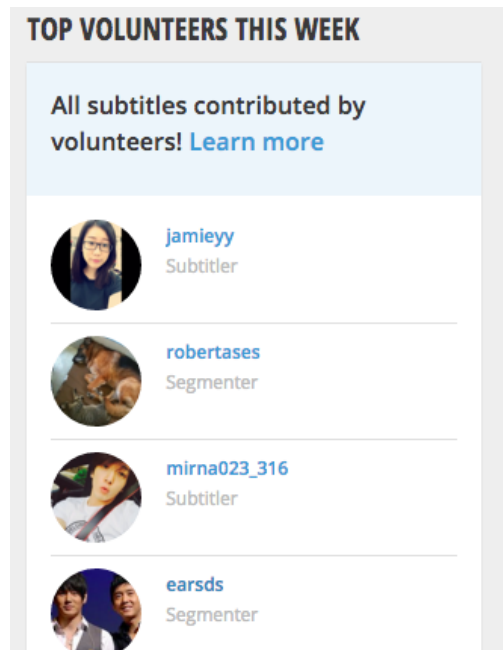 TOP VOLUNTEERS THIS WEEK
All subtitles contributed by
volunteers! Learn more
jamieyy
Subtitler
robertases
Segmenter
mirna023_316
Subtitler
earsds
Segmenter